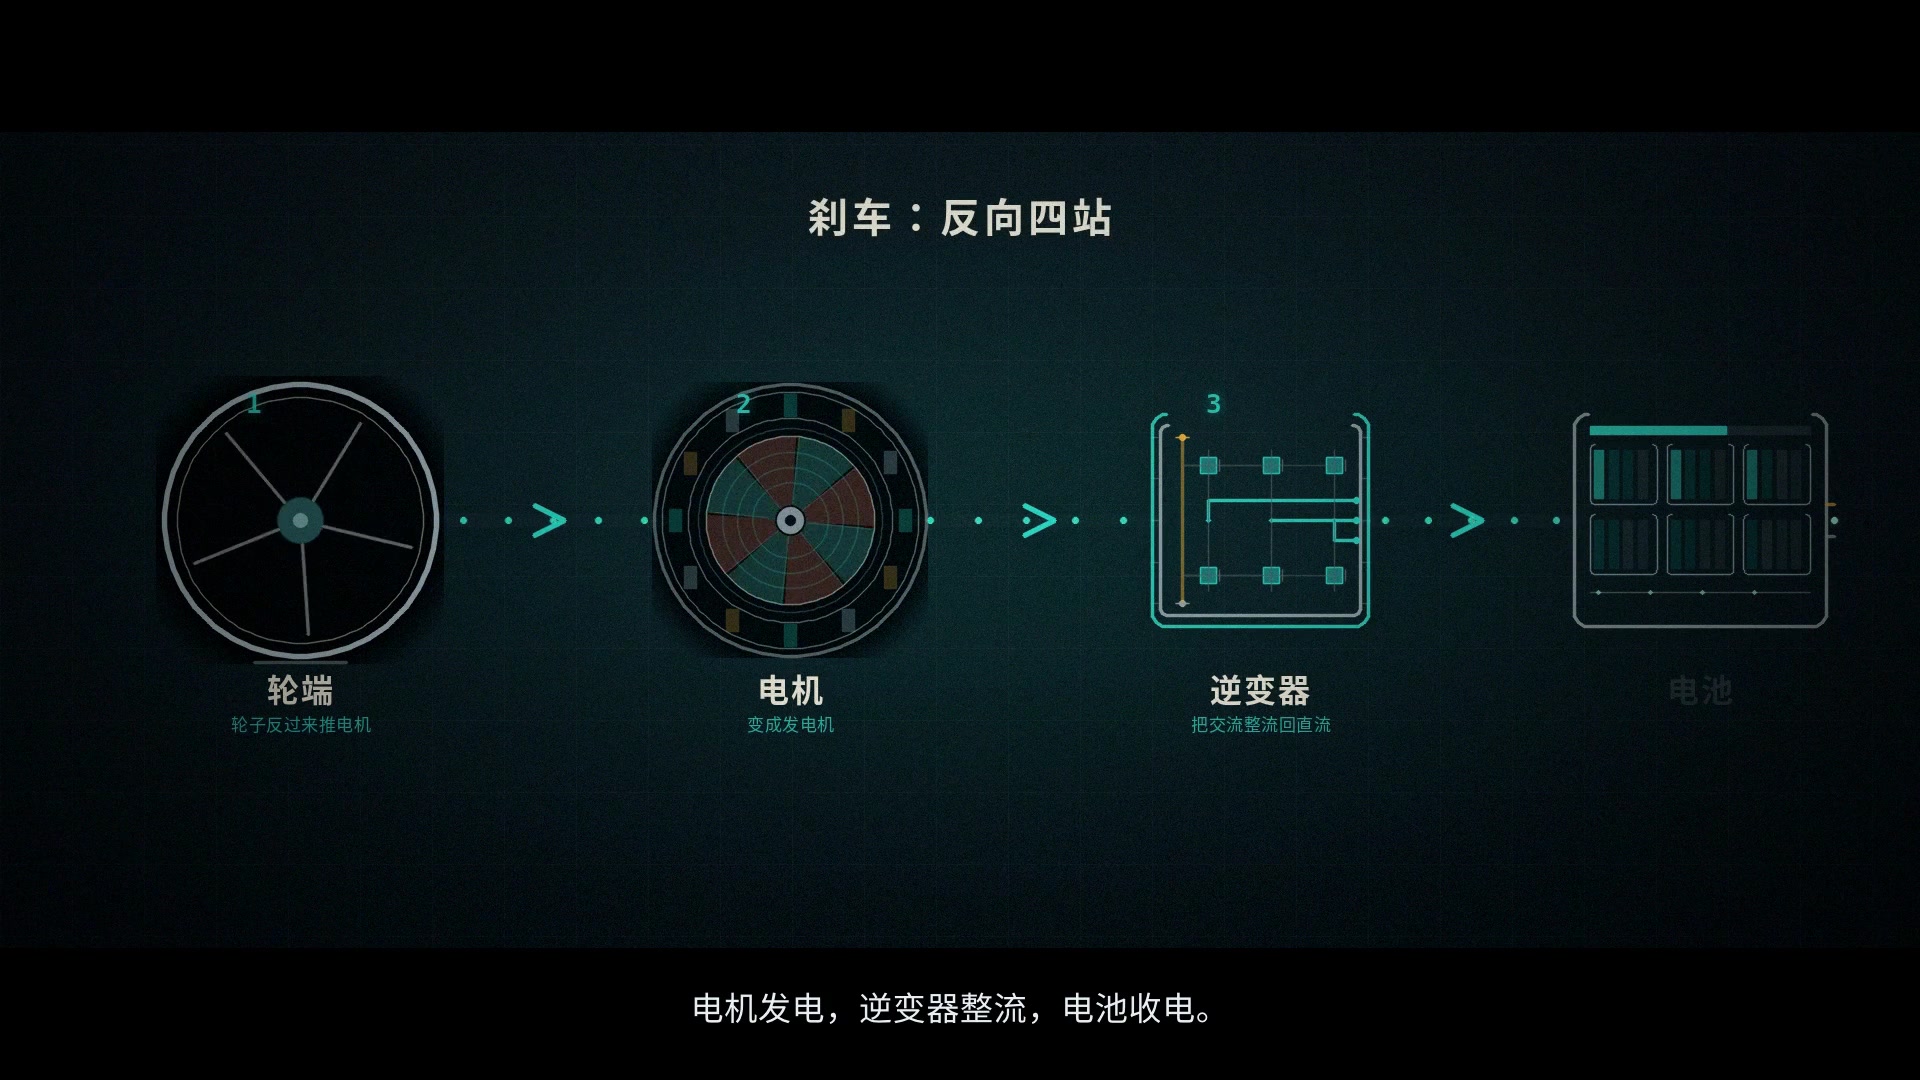 刹车：反向四站
1
2
3
轮端
轮子反过来推电机
电机
变成发电机
逆变器
把交流整流回直流
电池
电机发电，逆变器整流，电池收电。